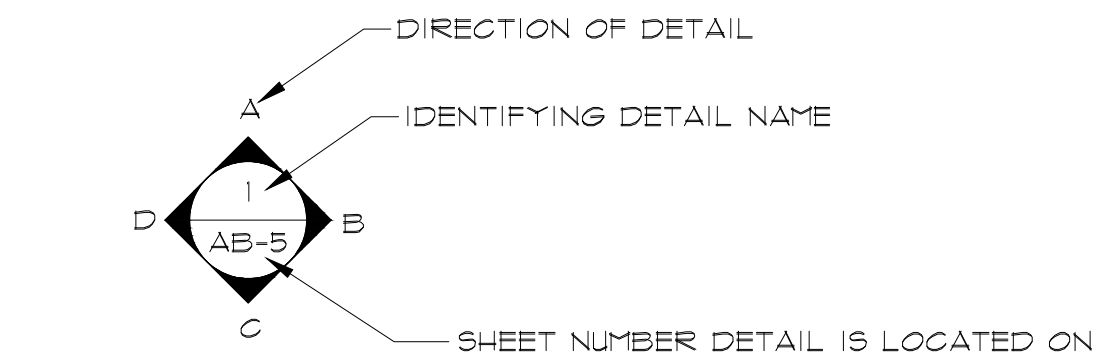 DIRECTION OF DETAIL
A
IDENTIFYING DETAIL NAME
1
D
B
AB-5
C
SHEET NUMBER DETAIL IS LOCATED ON